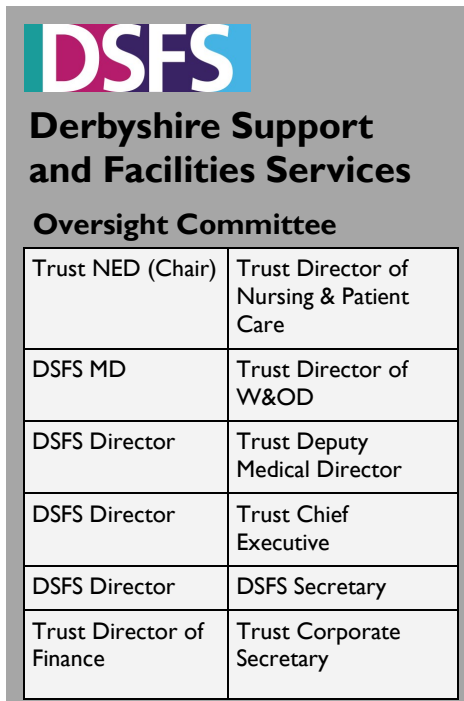 DSFS
Derbyshire Support
and Facilities Services
Oversight Committee
Trust NED (Chair)
Trust Director of
Nursing & Patient
Care
DSFS MD
Trust Director of
W&OD
DSFS Director
Trust Deputy
Medical Director
DSFS Director
Trust Chief
Executive
DSFS Director
DSFS Secretary
Trust Director of
Finance
Trust Corporate
Secretary